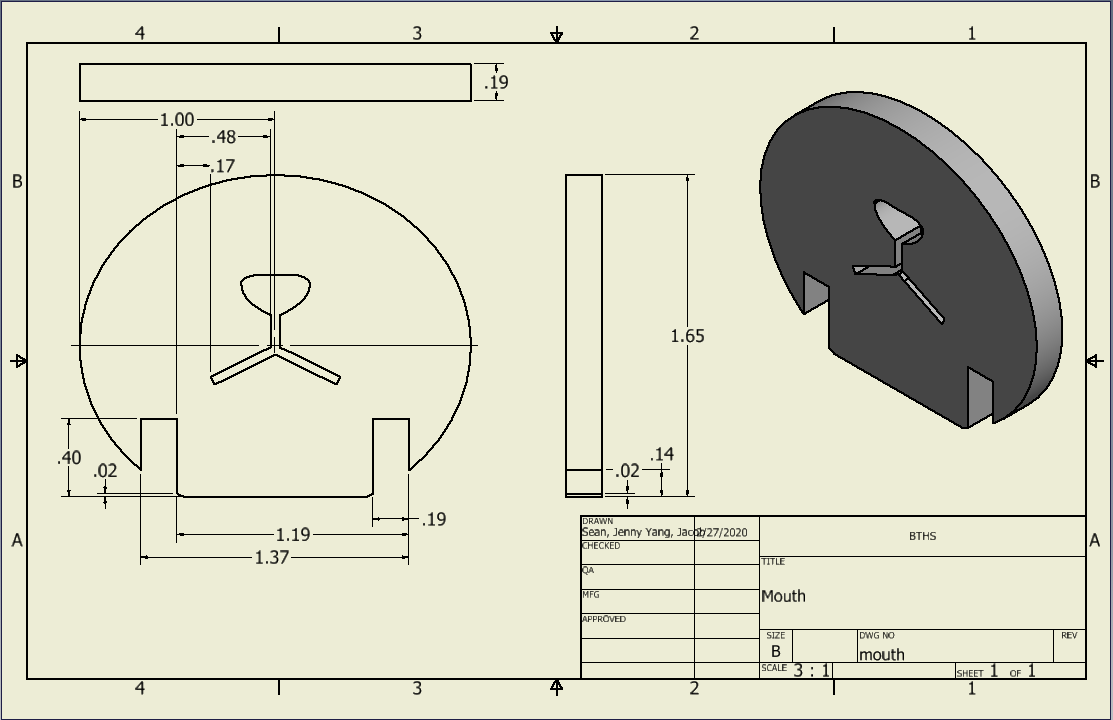 4 3 2 1
.19
1.00
.48
.17
B B
1.65
.40
.02
.14
.02
.19
1.19
1.37
A A
DRAWN
Sean, Jenny Yang, Jacob 2/27/2020
CHECKED
QA
MFG
APPROVED
BTHS
TITLE
Mouth
SIZE
B
DWG NO
mouth
REV
SCALE 3 : 1
SHEET 1 OF 1
4 3 2 1